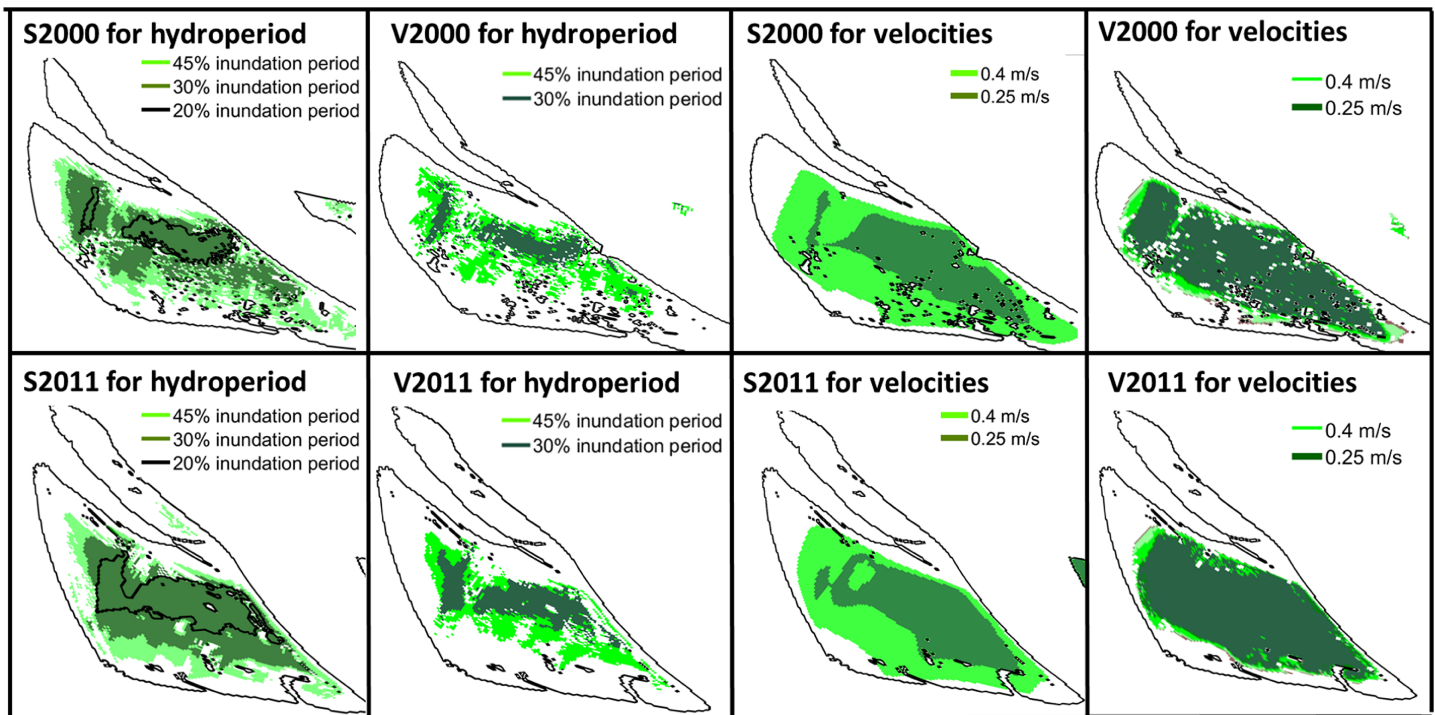 S2000 for hydroperiod
45% inundation period
30% inundation period
20% inundation period
V2000 for hydroperiod
45% inundation period
30% inundation period
S2000 for velocities
0.4 m/s
0.25 m/s
V2000 for velocities
0.4 m/s
0.25 m/s
S2011 for hydroperiod
45% inundation period
30% inundation period
20% inundation period
V2011 for hydroperiod
45% inundation period
30% inundation period
S2011 for velocities
0.4 m/s
0.25 m/s
V2011 for velocities
0.4 m/s
0.25 m/s